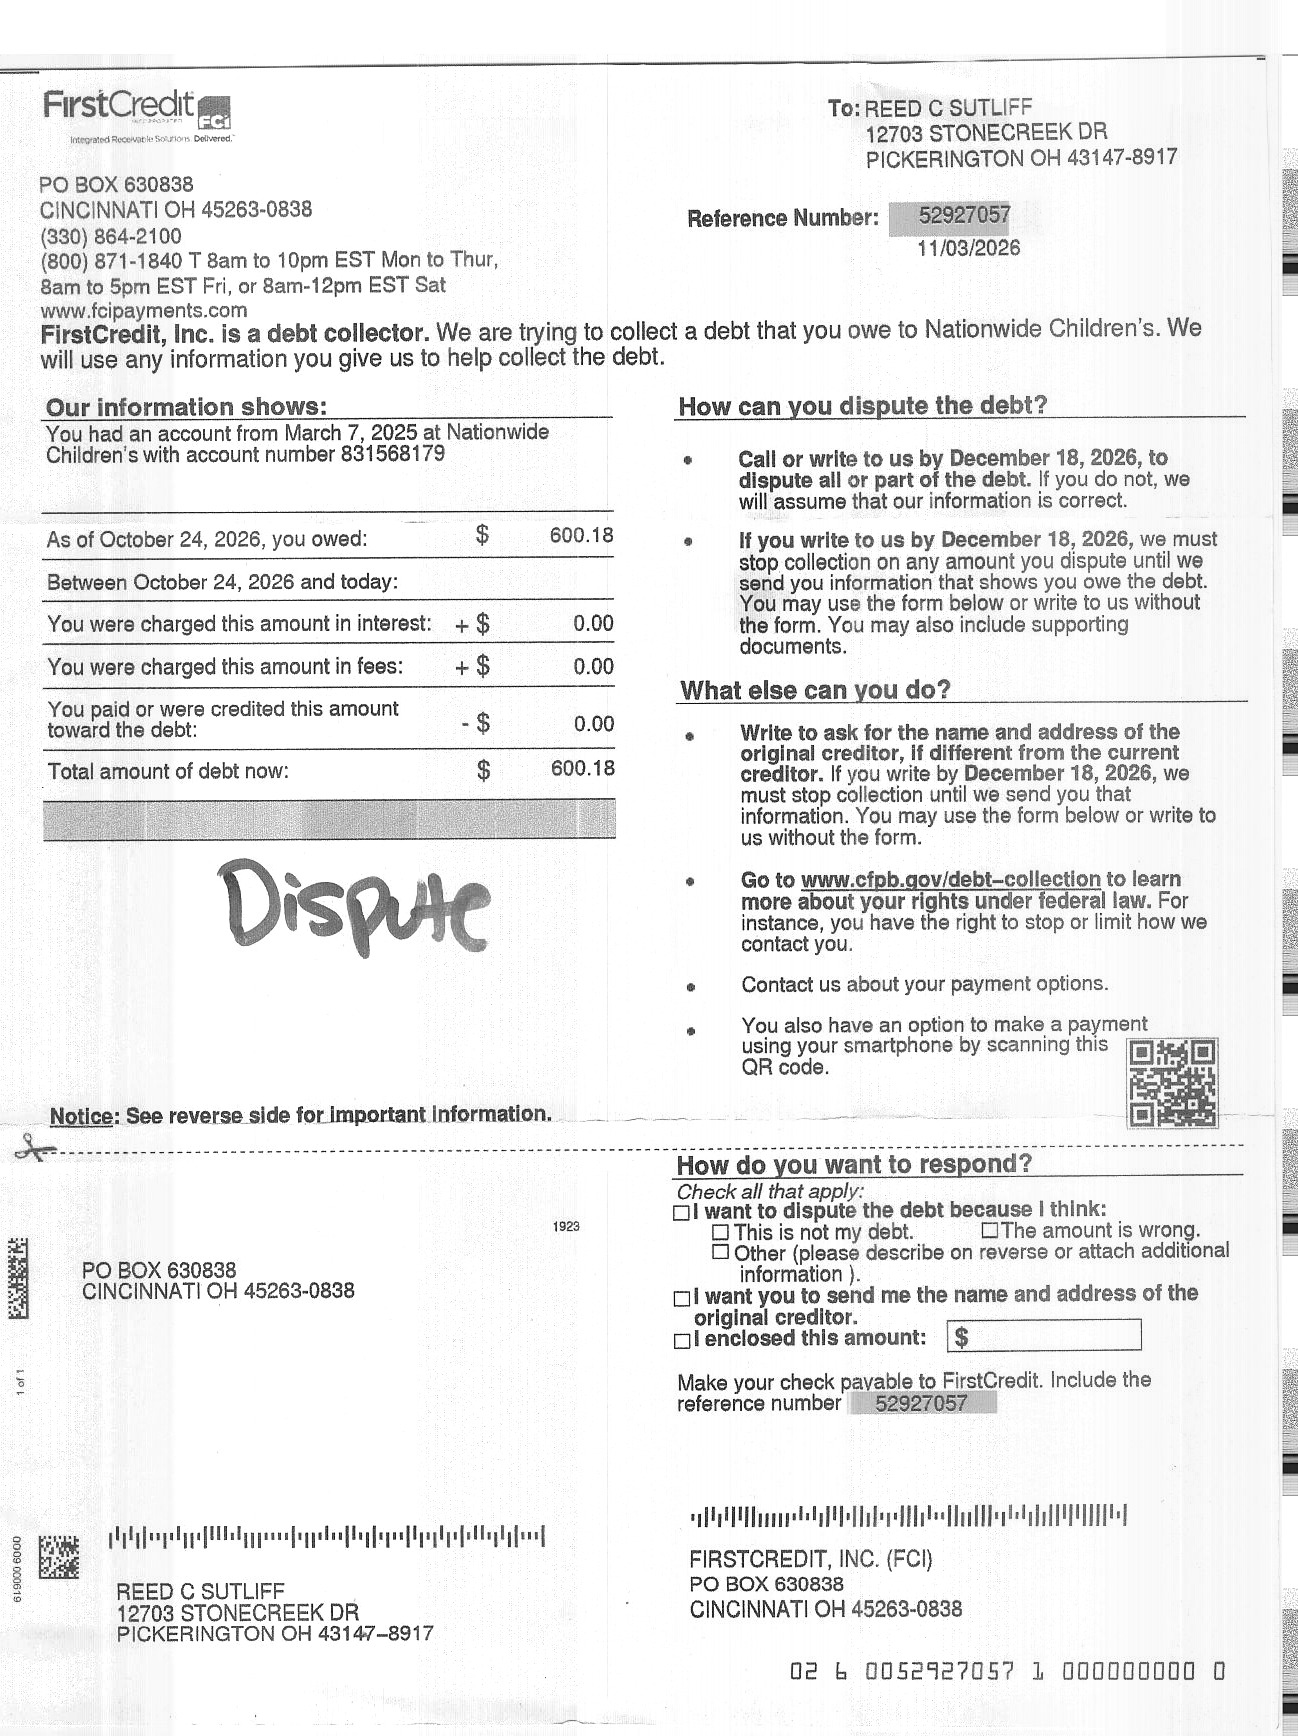 FirstCredit
INCORPORATED
FCi
Integrated Receivable Solutions. Delivered.
To: REED C SUTLIFF
12703 STONECREEK DR
PICKERINGTON OH 43147-8917
PO BOX 630838
CINCINNATI OH 45263-0838
(330) 864-2100
(800) 871-1840 T 8am to 10pm EST Mon to Thur,
8am to 5pm EST Fri, or 8am-12pm EST Sat
www.fcipayments.com
Reference Number: 52927057
11/03/2026
FirstCredit, Inc. is a debt collector. We are trying to collect a debt that you owe to Nationwide Children's. We
will use any information you give us to help collect the debt.
Our information shows:
You had an account from March 7, 2025 at Nationwide
Children's with account number 831568179
As of October 24, 2026, you owed: $ 600.18
Between October 24, 2026 and today:
You were charged this amount in interest: + $ 0.00
You were charged this amount in fees: + $ 0.00
You paid or were credited this amount
toward the debt: - $ 0.00
Total amount of debt now: $ 600.18
Dispute
Notice: See reverse side for important information.
How can you dispute the debt?
• Call or write to us by December 18, 2026, to
dispute all or part of the debt. If you do not, we
will assume that our information is correct.
• If you write to us by December 18, 2026, we must
stop collection on any amount you dispute until we
send you information that shows you owe the debt.
You may use the form below or write to us without
the form. You may also include supporting
documents.
What else can you do?
• Write to ask for the name and address of the
original creditor, if different from the current
creditor. If you write by December 18, 2026, we
must stop collection until we send you that
information. You may use the form below or write to
us without the form.
• Go to www.cfpb.gov/debt-collection to learn
more about your rights under federal law. For
instance, you have the right to stop or limit how we
contact you.
• Contact us about your payment options.
• You also have an option to make a payment
using your smartphone by scanning this
QR code.
How do you want to respond?
Check all that apply:
I want to dispute the debt because I think:
This is not my debt. The amount is wrong.
Other (please describe on reverse or attach additional
information ).
I want you to send me the name and address of the
original creditor.
I enclosed this amount: $
Make your check payable to FirstCredit. Include the
reference number 52927057
1923
PO BOX 630838
CINCINNATI OH 45263-0838
1 of 1
0009 000619
REED C SUTLIFF
12703 STONECREEK DR
PICKERINGTON OH 43147-8917
FIRSTCREDIT, INC. (FCI)
PO BOX 630838
CINCINNATI OH 45263-0838
02 6 0052927057 1 000000000 0